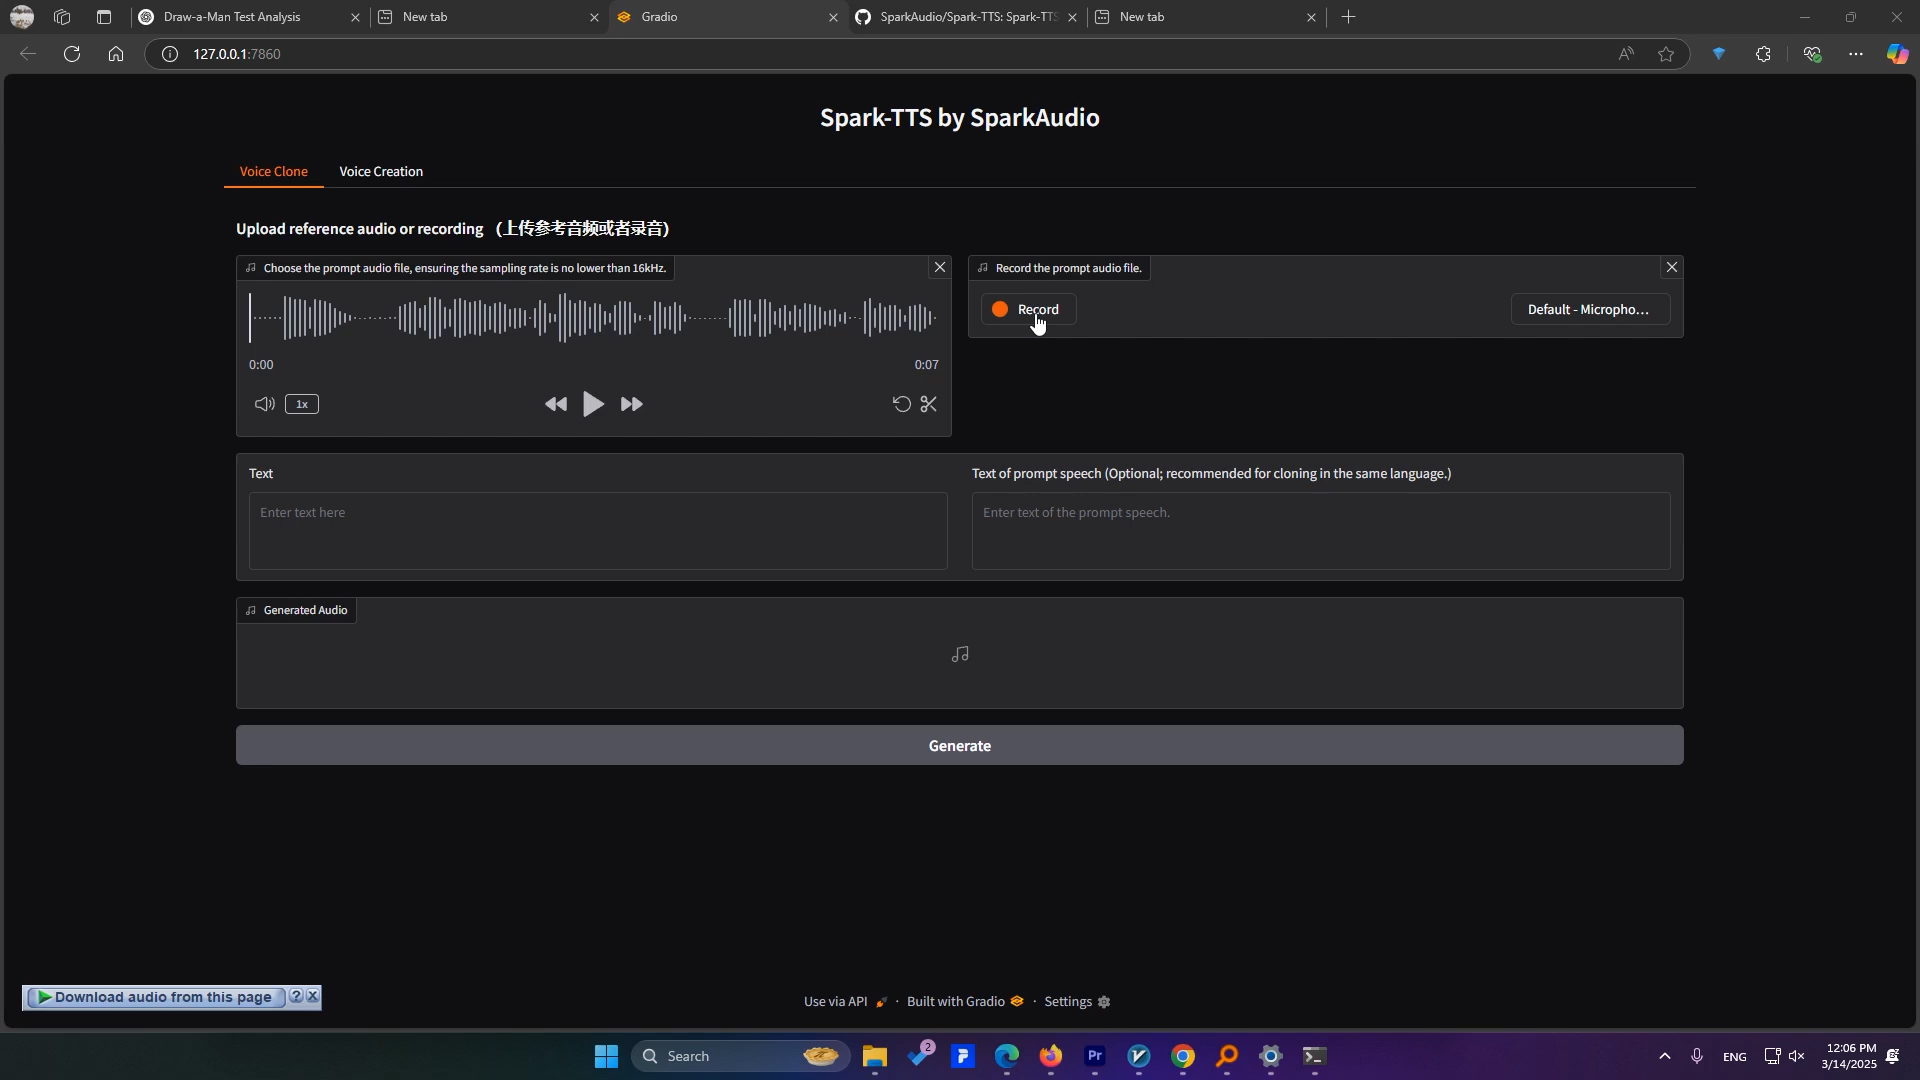 Draw-a-Man Test Analysis
New tab
Gradio
SparkAudio/Spark-TTS: Spark-TTS
New tab
127.0.0.1:7860
Spark-TTS by SparkAudio
Voice Clone
Voice Creation
Upload reference audio or recording （上传参考音频或者录音）
Choose the prompt audio file, ensuring the sampling rate is no lower than 16kHz.
Record the prompt audio file.
Record
Default - Micropho...
0:00
0:07
1x
Text
Text of prompt speech (Optional; recommended for cloning in the same language.)
Enter text here
Enter text of the prompt speech.
Generated Audio
Generate
Download audio from this page
?
Use via API · Built with Gradio · Settings
Search
2
Pr
ENG
12:06 PM
3/14/2025